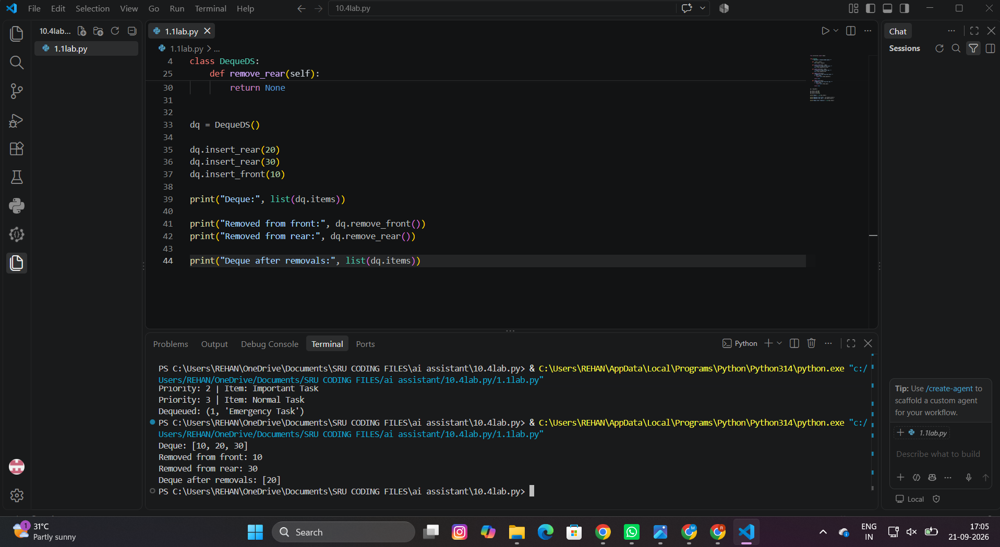 File Edit Selection View Go Run Terminal Help
10.4lab.py
10.4lab...
1.1lab.py
1.1lab.py
1.1lab.py > ...
4 class DequeDS:
25 def remove_rear(self):
30 return None
31
32
33 dq = DequeDS()
34
35 dq.insert_rear(20)
36 dq.insert_rear(30)
37 dq.insert_front(10)
38
39 print("Deque:", list(dq.items))
40
41 print("Removed from front:", dq.remove_front())
42 print("Removed from rear:", dq.remove_rear())
43
44 print("Deque after removals:", list(dq.items))
Problems Output Debug Console Terminal Ports
Python
PS C:\Users\REHAN\OneDrive\Documents\SRU CODING FILES\ai assistant\10.4lab.py> & C:\Users\REHAN\AppData\Local\Programs\Python\Python314\python.exe "c:/
Users/REHAN/OneDrive/Documents/SRU CODING FILES/ai assistant/10.4lab.py/1.1lab.py"
Priority: 2 | Item: Important Task
Priority: 3 | Item: Normal Task
Dequeued: (1, 'Emergency Task')
PS C:\Users\REHAN\OneDrive\Documents\SRU CODING FILES\ai assistant\10.4lab.py> & C:\Users\REHAN\AppData\Local\Programs\Python\Python314\python.exe "c:/
Users/REHAN/OneDrive/Documents/SRU CODING FILES/ai assistant/10.4lab.py/1.1lab.py"
Deque: [10, 20, 30]
Removed from front: 10
Removed from rear: 30
Deque after removals: [20]
PS C:\Users\REHAN\OneDrive\Documents\SRU CODING FILES\ai assistant\10.4lab.py>
Chat
Sessions
Tip: Use /create-agent to
scaffold a custom agent
for your workflow.
1.1lab.py
Describe what to build
Local
1
31°C
Partly sunny
Search
M
R
ENG
IN
17:05
21-09-2026